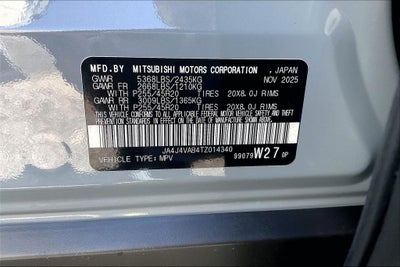 MFD.BY MITSUBISHI MOTORS CORPORATION , JAPAN
GVWR 5368LBS/2435KG NOV 2025
GAWR FR 2668LBS/1210KG
WITH P255/45R20 TIRES 20X8.0J RIMS
GAWR RR 3009LBS/1365KG
WITH P255/45R20 TIRES 20X8.0J RIMS
THIS VEHICLE CONFORMS TO ALL APPLICABLE
FEDERAL MOTOR VEHICLE SAFETY AND THEFT
PREVENTION STANDARDS IN EFFECT ON THE
DATE OF MANUFACTURE SHOWN ABOVE.
JA4J4VAB4TZ014340
VEHICLE TYPE: MPV 99079 W27 OP